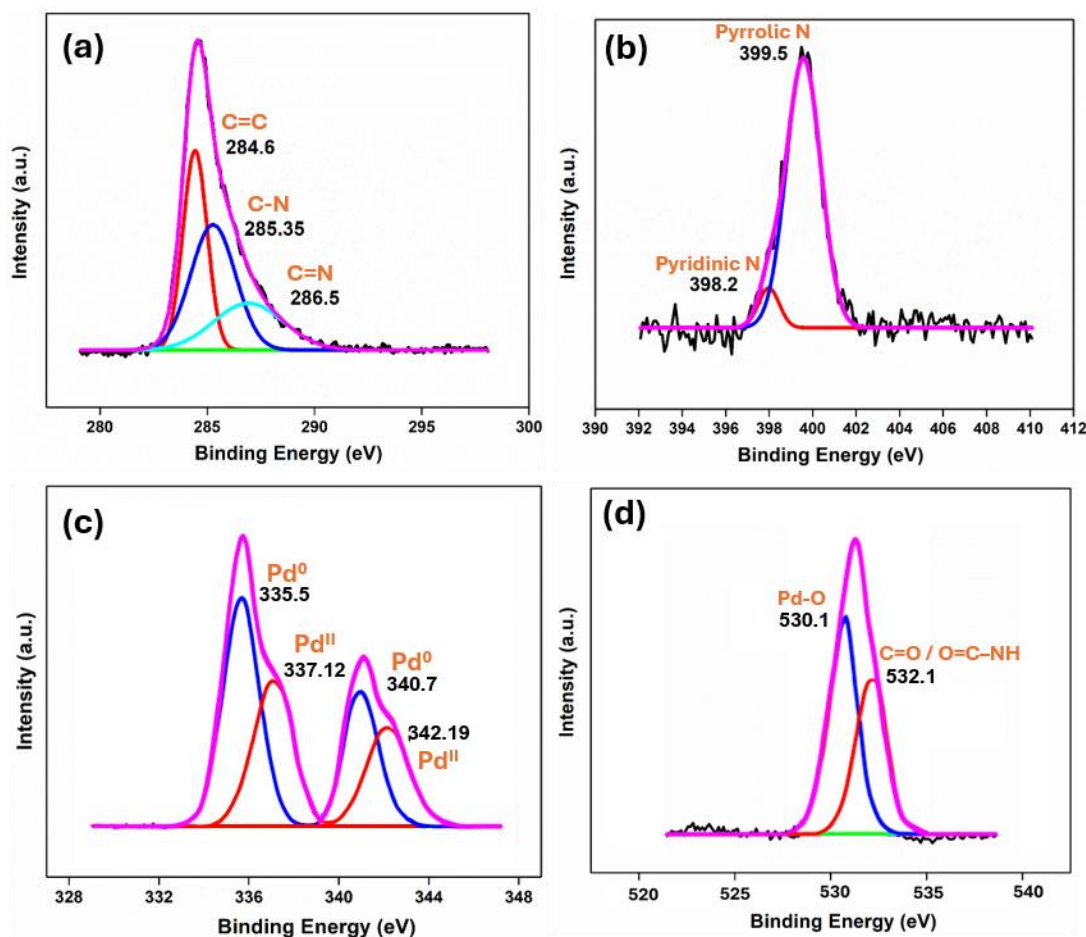 (a)
C=C
284.6
C-N
285.35
C=N
286.5
Intensity (a.u.)
280 285 290 295 300
Binding Energy (eV)
(b)
Pyrrolic N
399.5
Pyridinic N
398.2
Intensity (a.u.)
390 392 394 396 398 400 402 404 406 408 410 412
Binding Energy (eV)
(c)
Pd⁰
335.5
Pdᴵᴵ
337.12
Pd⁰
340.7
342.19
Pdᴵᴵ
Intensity (a.u.)
328 332 336 340 344 348
Binding Energy (eV)
(d)
Pd-O
530.1
C=O / O=C–NH
532.1
Intensity (a.u.)
520 525 530 535 540
Binding Energy (eV)